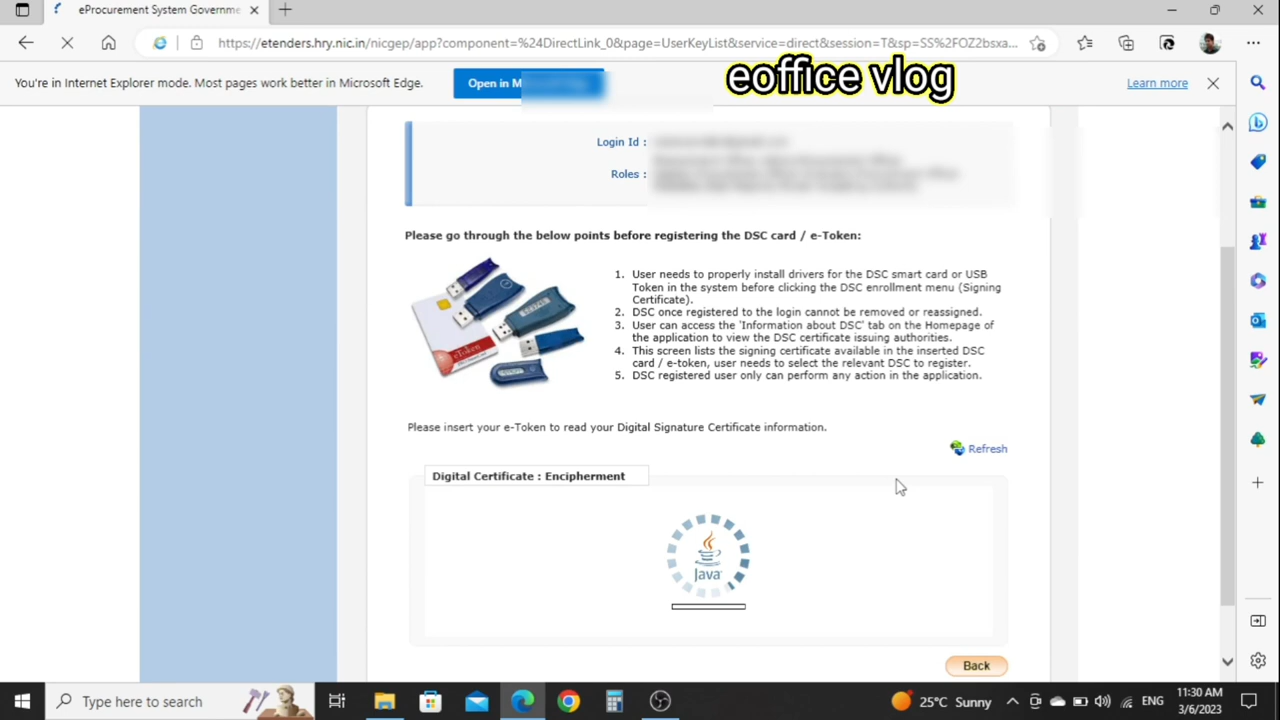 eProcurement System Governme
https://etenders.hry.nic.in/nicgep/app?component=%24DirectLink_0&page=UserKeyList&service=direct&session=T&sp=SS%2FOZ2bsxa...
You're in Internet Explorer mode. Most pages work better in Microsoft Edge.
Open in M
eoffice vlog
Learn more
Login Id :
Roles :
Please go through the below points before registering the DSC card / e-Token:
1. User needs to properly install drivers for the DSC smart card or USB
Token in the system before clicking the DSC enrollment menu (Signing
Certificate).
2. DSC once registered to the login cannot be removed or reassigned.
3. User can access the 'Information about DSC' tab on the Homepage of
the application to view the DSC certificate issuing authorities.
4. This screen lists the signing certificate available in the inserted DSC
card / e-token, user needs to select the relevant DSC to register.
5. DSC registered user only can perform any action in the application.
eToken
Please insert your e-Token to read your Digital Signature Certificate information.
Refresh
Digital Certificate : Encipherment
Java
Back
Type here to search
25°C Sunny
ENG
11:30 AM
3/6/2023